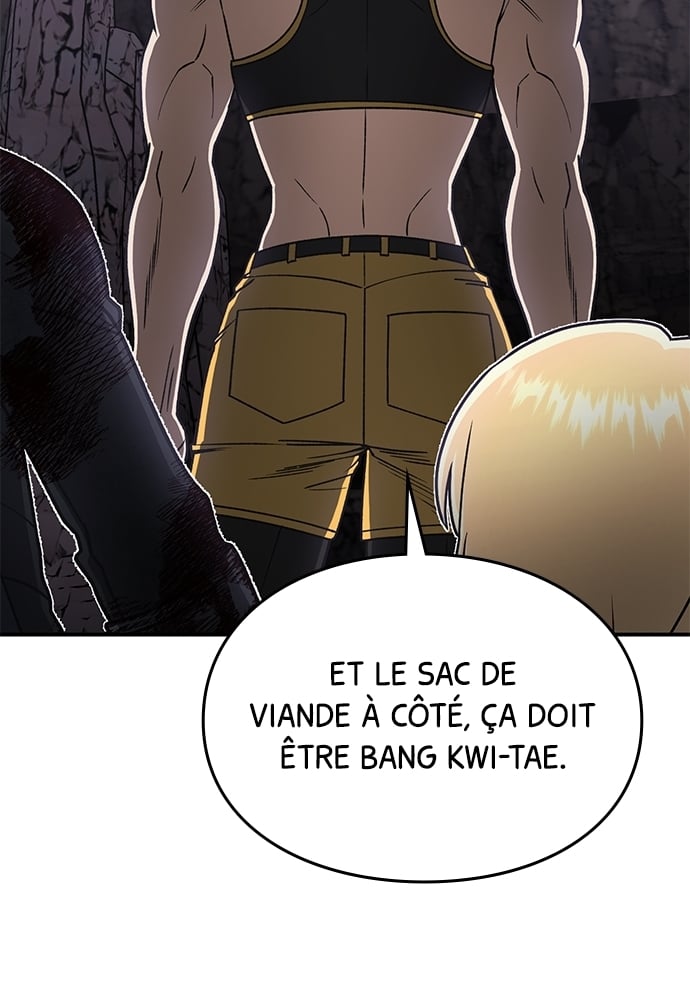 ET LE SAC DE
VIANDE À CÔTÉ, ÇA DOIT
ÊTRE BANG KWI-TAE.